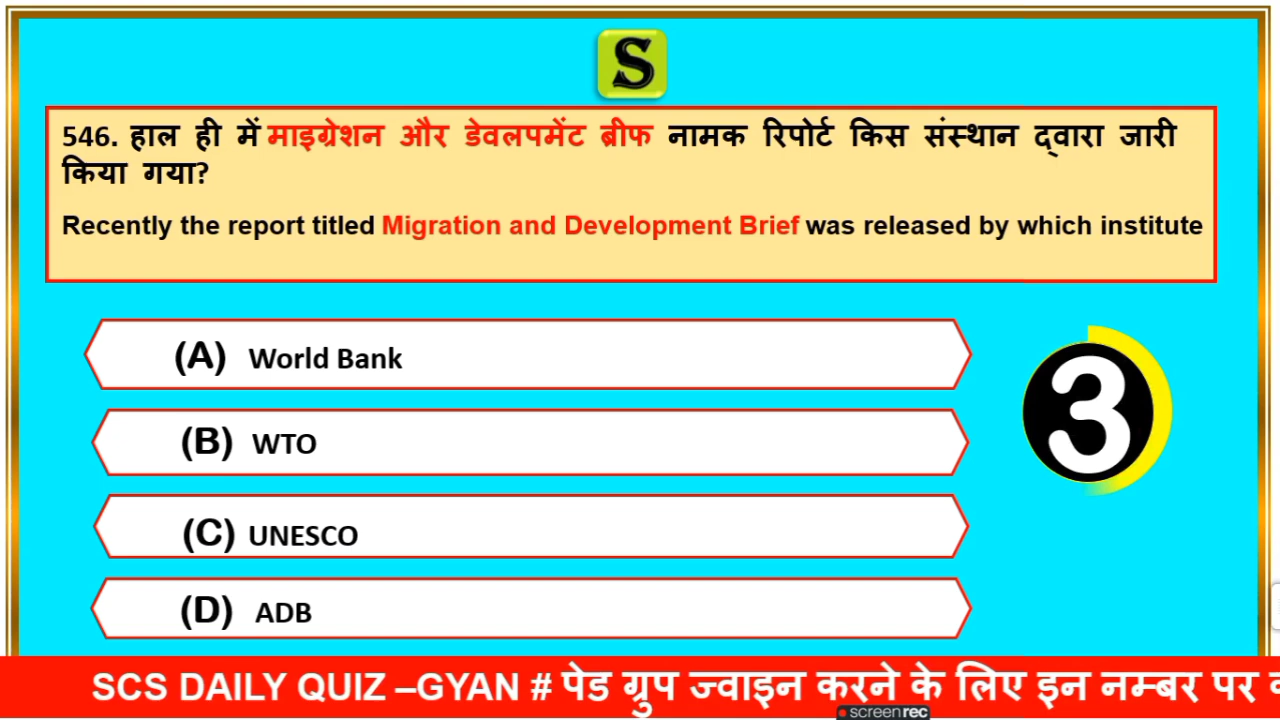 S
546. हाल ही में माइग्रेशन और डेवलपमेंट ब्रीफ नामक रिपोर्ट किस संस्थान द्वारा जारी
किया गया?
Recently the report titled Migration and Development Brief was released by which institute
(A) World Bank
(B) WTO
(C) UNESCO
(D) ADB
3
SCS DAILY QUIZ –GYAN # पेड ग्रुप ज्वाइन करने के लिए इन नम्बर पर
screenrec